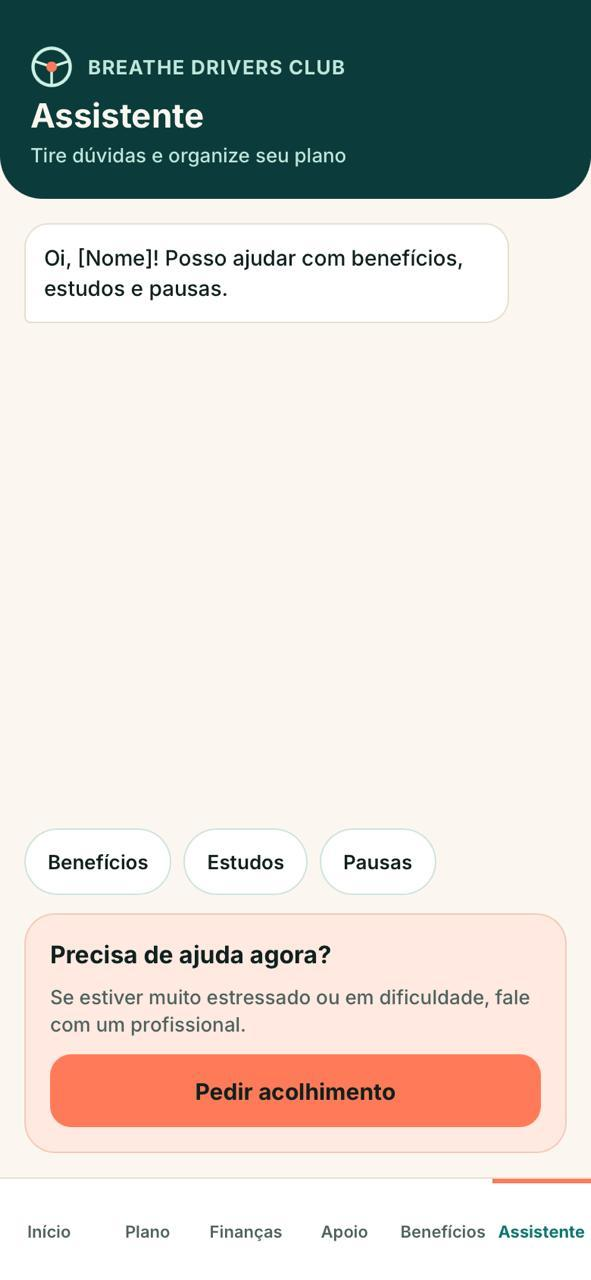 BREATHE DRIVERS CLUB
Assistente
Tire dúvidas e organize seu plano
Oi, [Nome]! Posso ajudar com benefícios,
estudos e pausas.
Benefícios
Estudos
Pausas
Precisa de ajuda agora?
Se estiver muito estressado ou em dificuldade, fale
com um profissional.
Pedir acolhimento
Início
Plano
Finanças
Apoio
Benefícios
Assistente